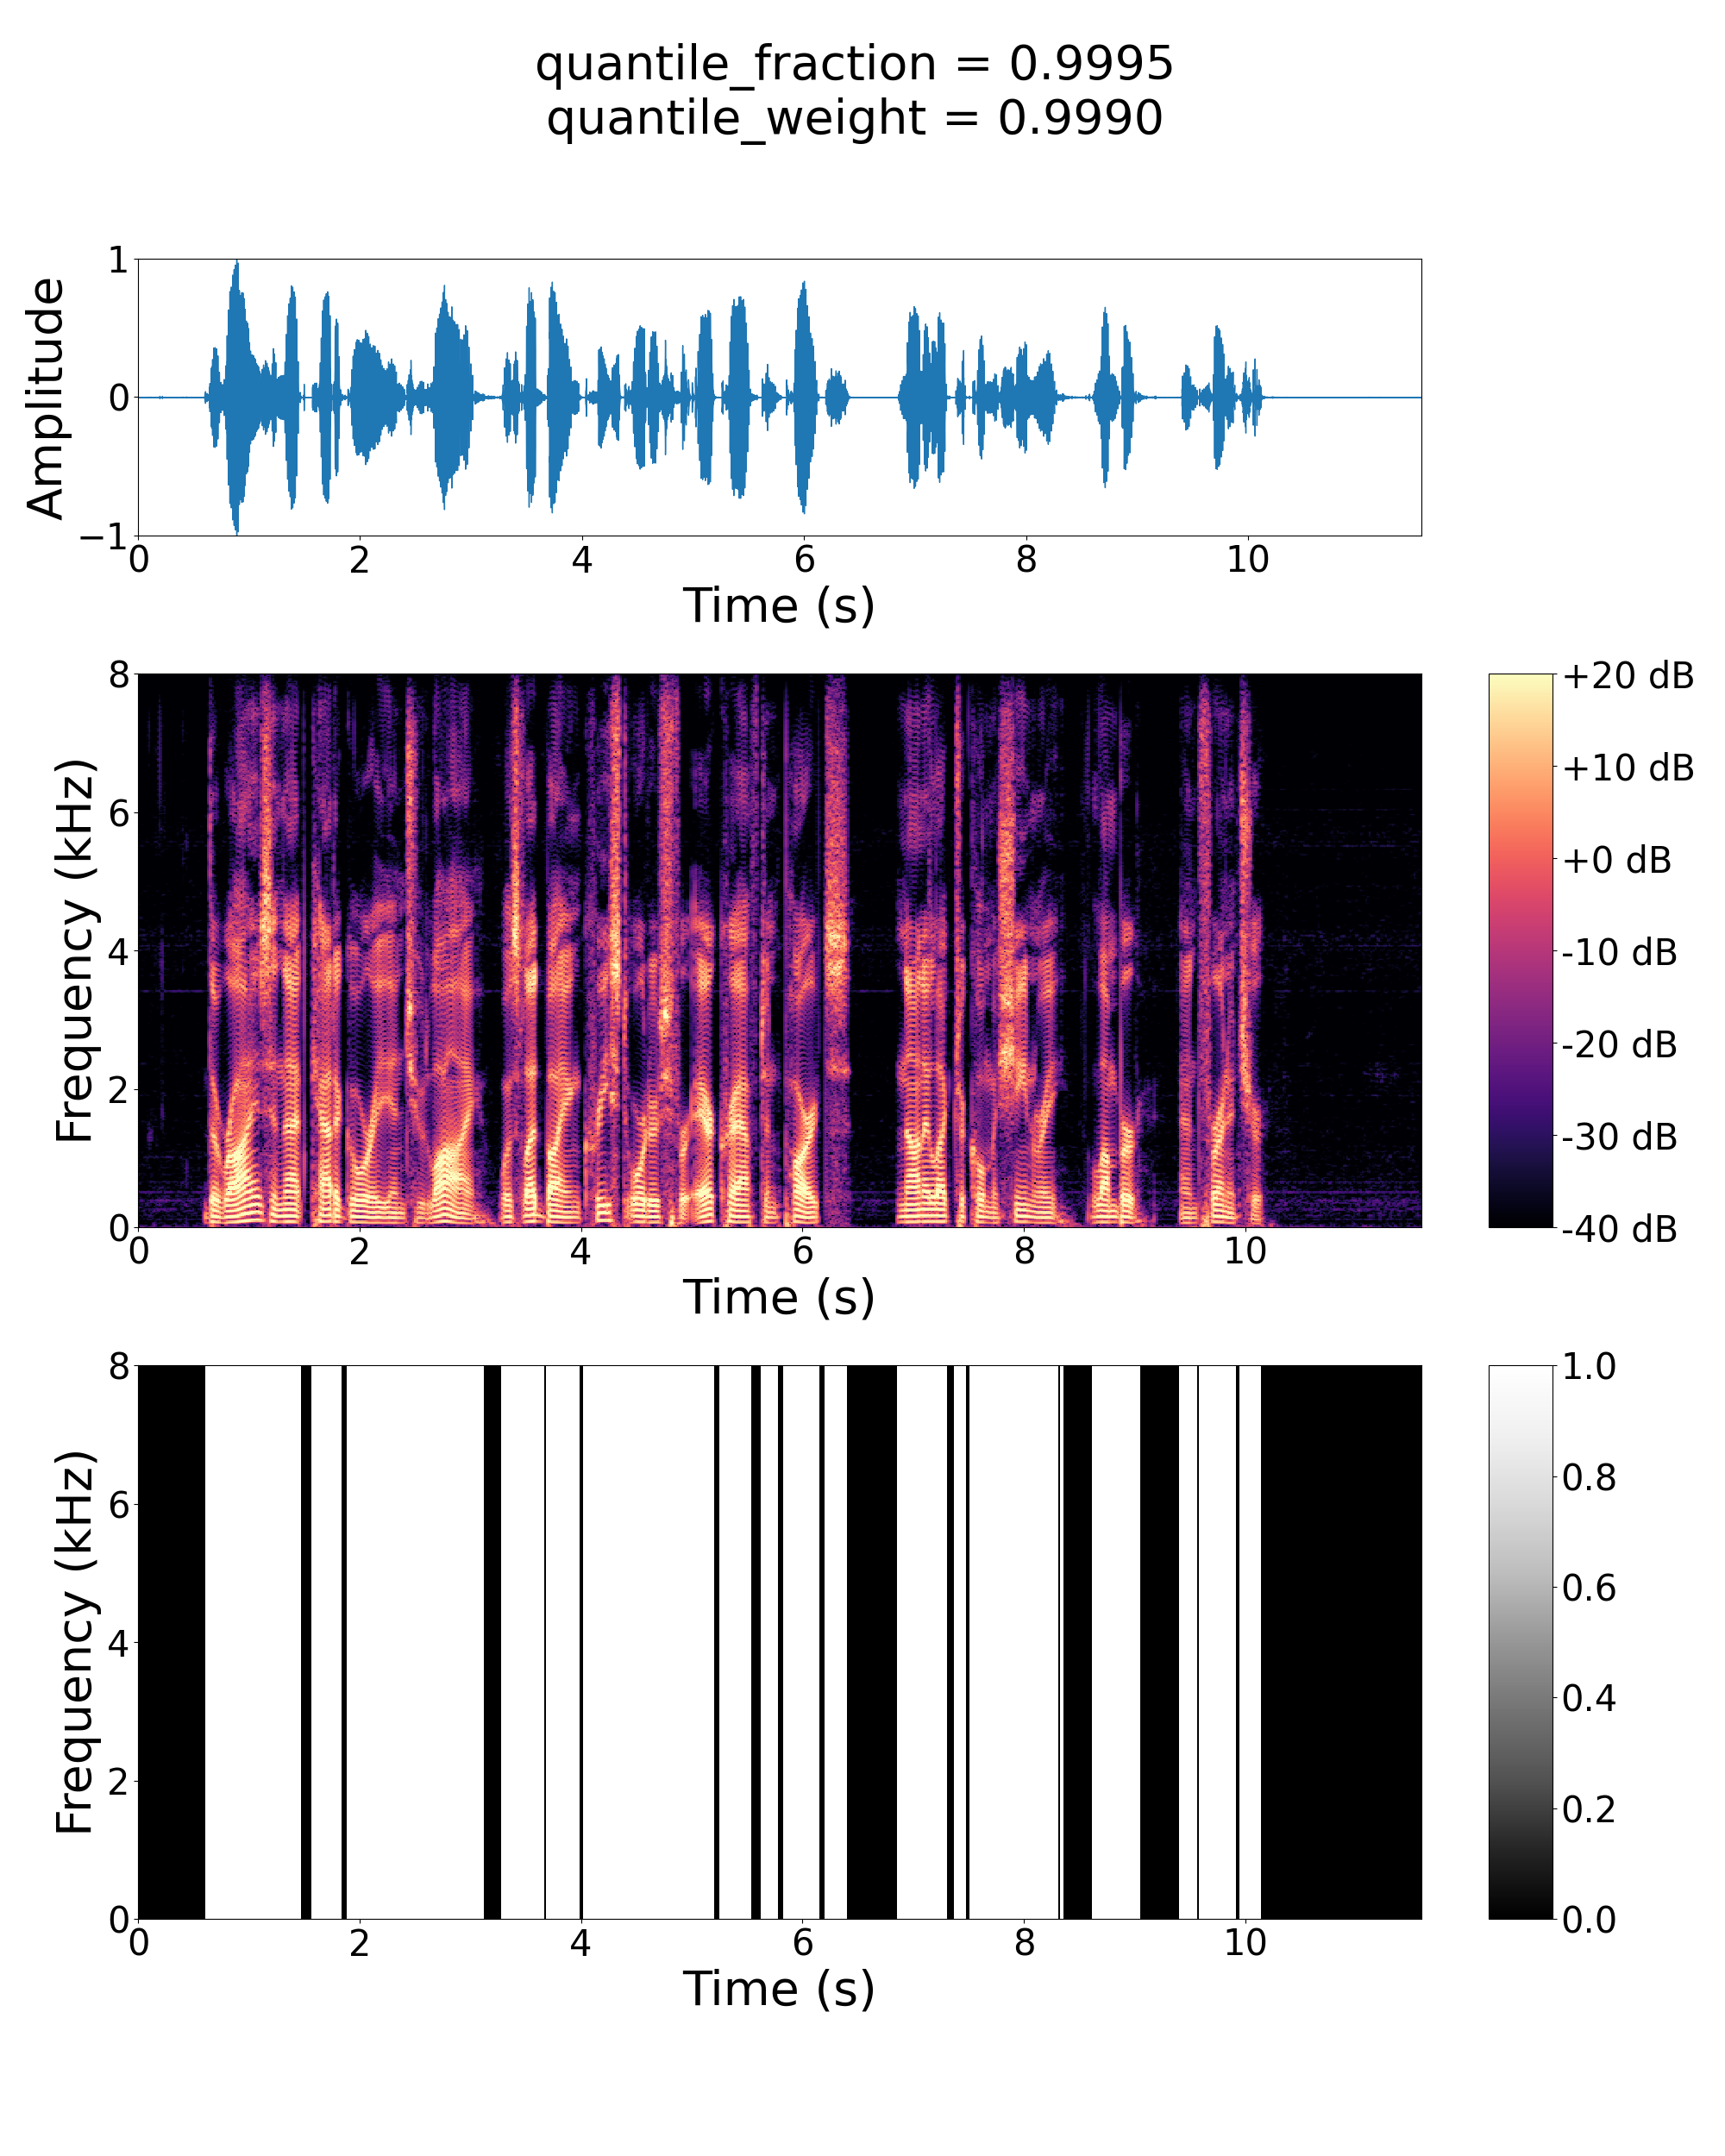 quantile_fraction = 0.9995
quantile_weight = 0.9990
1
0
−1
Amplitude
0 2 4 6 8 10
Time (s)
8
6
4
2
0
Frequency (kHz)
0 2 4 6 8 10
Time (s)
+20 dB
+10 dB
+0 dB
-10 dB
-20 dB
-30 dB
-40 dB
8
6
4
2
0
Frequency (kHz)
0 2 4 6 8 10
Time (s)
1.0
0.8
0.6
0.4
0.2
0.0